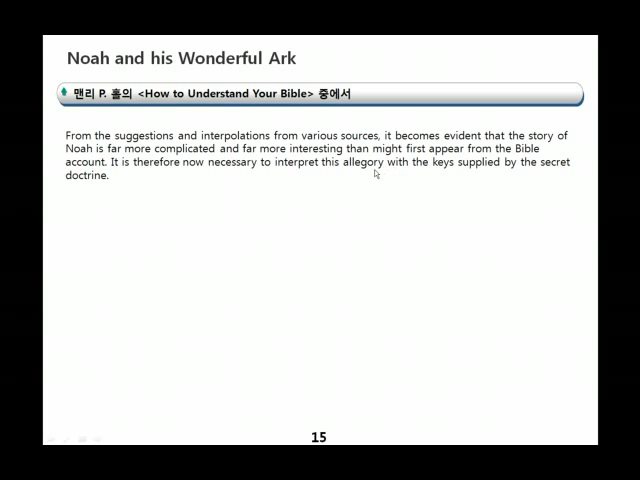 Noah and his Wonderful Ark
맨리 P. 홀의 <How to Understand Your Bible> 중에서
From the suggestions and interpolations from various sources, it becomes evident that the story of
Noah is far more complicated and far more interesting than might first appear from the Bible
account. It is therefore now necessary to interpret this allegory with the keys supplied by the secret
doctrine.
15